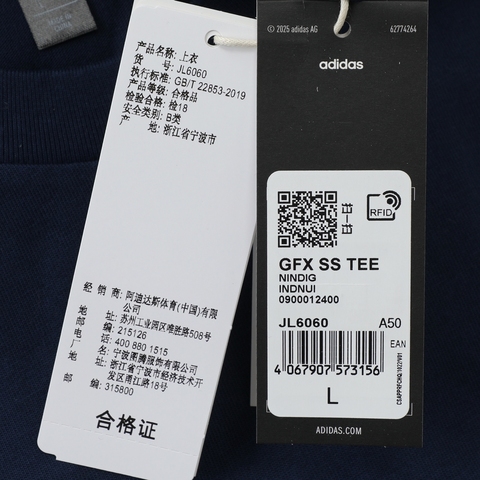 产品名称: 上衣
货 号: JL6060
执行标准: GB/T 22853-2019
产品等级: 合格品
检验合格: 检18
安全类别: B类
产 地: 浙江省宁波市
经 销 商: 阿迪达斯体育(中国)有限公司
地 址: 苏州工业园区唯胜路508号
邮 编: 215126
电 话: 400 880 1515
厂 名: 宁波图腾服饰有限公司
地 址: 浙江省宁波市经济技术开发区庐山江路18号
邮 编: 315800
合格证
© 2025 adidas AG
62774264
adidas
RFID
GFX SS TEE
NINDIG
INDNUI
0900012400
JL6060
A50
EAN
4 067907 573156
L
ADIDAS.COM